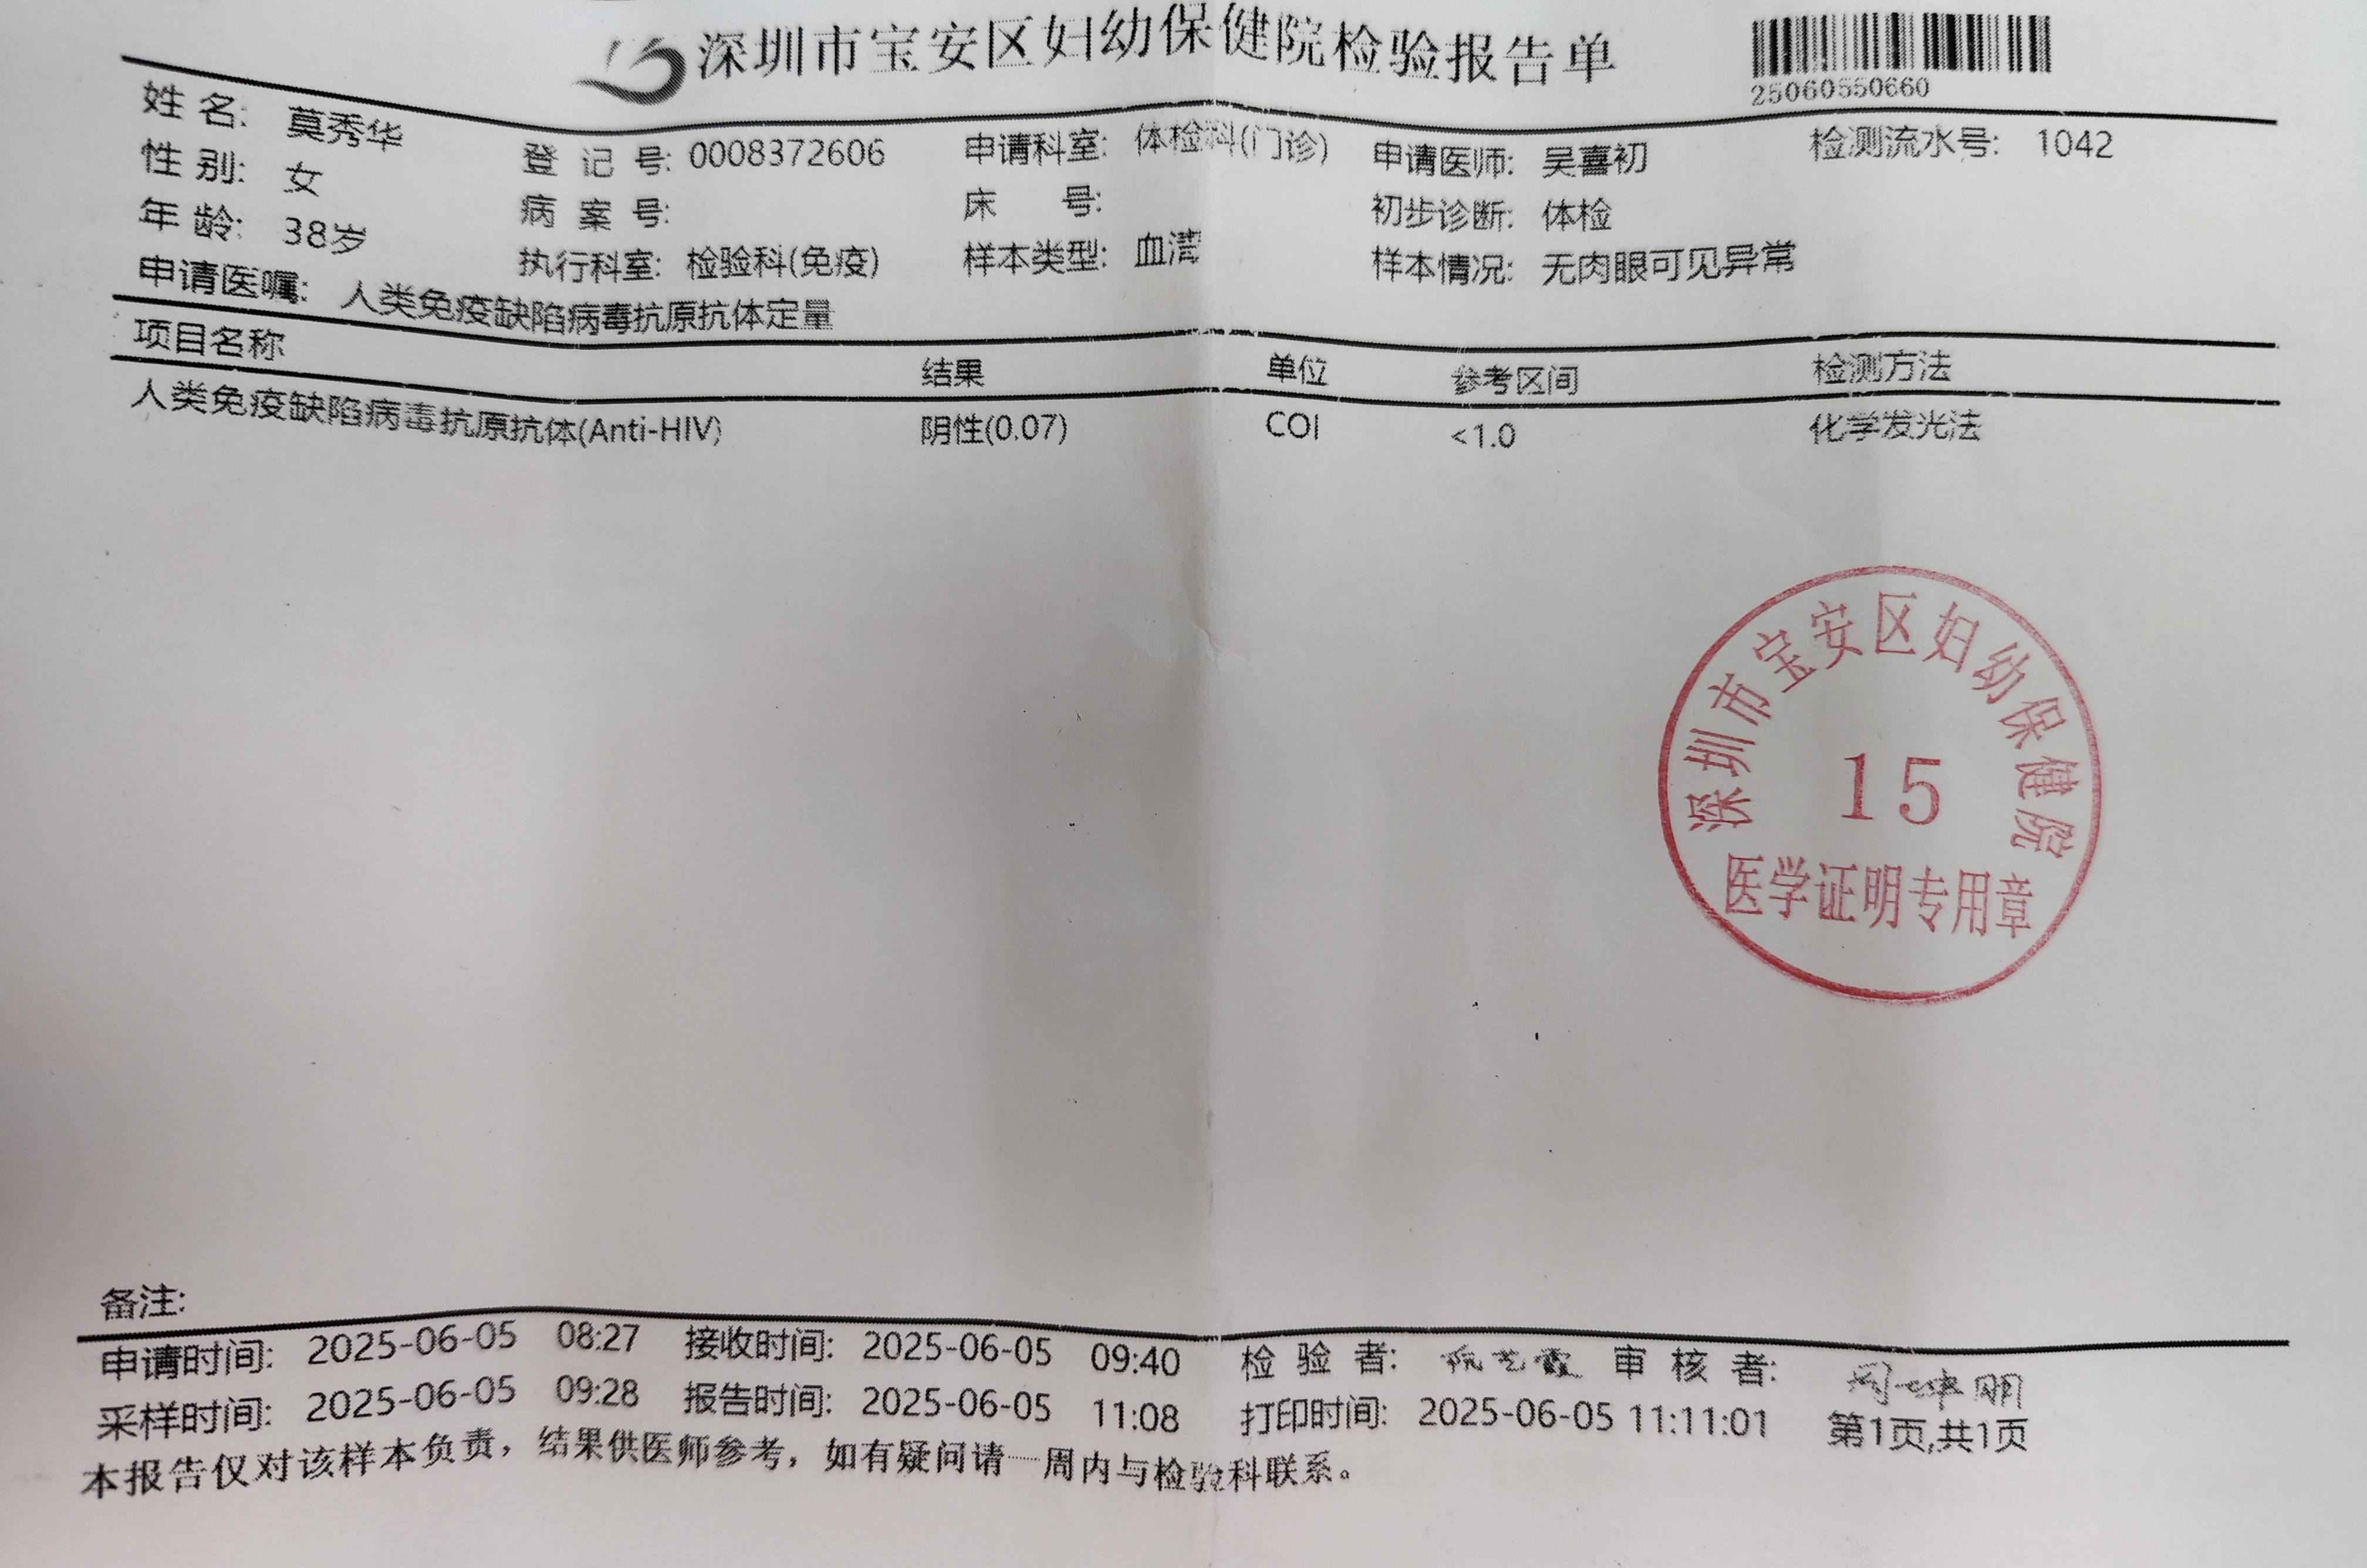 深圳市宝安区妇幼保健院检验报告单
25060550660
姓 名: 莫秀华 登 记 号: 0008372606 申请科室: 体检科(门诊) 申请医师: 吴喜初 检测流水号: 1042
性 别: 女 病 案 号: 床 号: 初步诊断: 体检
年 龄: 38岁 执行科室: 检验科(免疫) 样本类型: 血清 样本情况: 无肉眼可见异常
申请医嘱: 人类免疫缺陷病毒抗原抗体定量
项目名称 结果 单位 参考区间 检测方法
人类免疫缺陷病毒抗原抗体(Anti-HIV) 阴性(0.07) COI <1.0 化学发光法
深圳市宝安区妇幼保健院
15
医学证明专用章
备注:
申请时间: 2025-06-05 08:27 接收时间: 2025-06-05 09:40 检 验 者: 审 核 者:
采样时间: 2025-06-05 09:28 报告时间: 2025-06-05 11:08 打印时间: 2025-06-05 11:11:01 第1页,共1页
本报告仅对该样本负责，结果供医师参考，如有疑问请一周内与检验科联系。